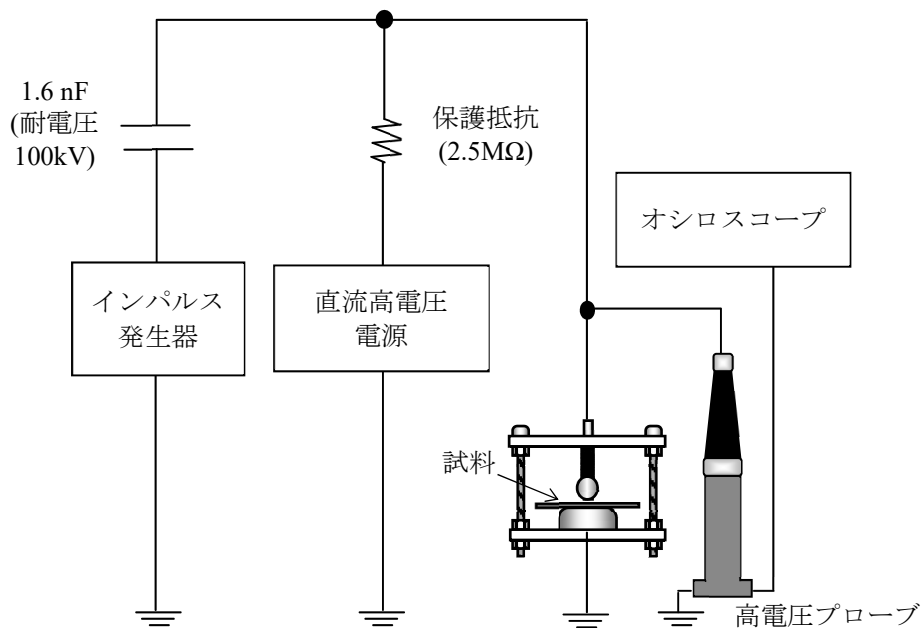 1.6 nF
(耐電圧
100kV)
保護抵抗
(2.5MΩ)
オシロスコープ
インパルス
発生器
直流高電圧
電源
試料
高電圧プローブ